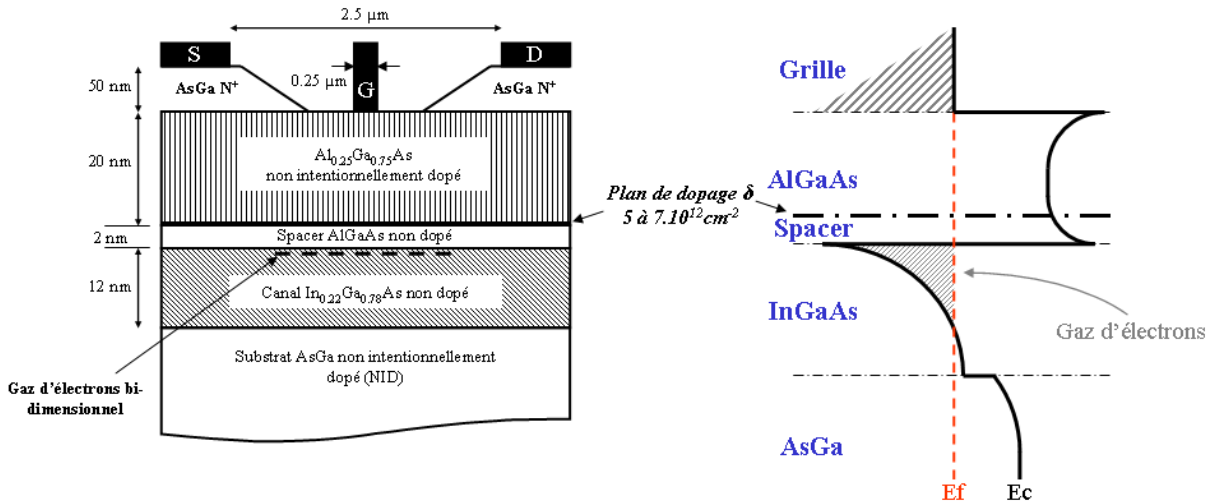 2.5 µm
S
D
0.25 µm
G
50 nm
AsGa N+
AsGa N+
20 nm
Al0.25Ga0.75As
non intentionnellement dopé
2 nm
Spacer AlGaAs non dopé
12 nm
Canal In0.22Ga0.78As non dopé
Substrat AsGa non intentionnellement
dopé (NID)
Gaz d'électrons bi-
dimensionnel
Plan de dopage δ
5 à 7.10^12cm^-2
Grille
AlGaAs
Spacer
InGaAs
Gaz d'électrons
AsGa
Ef
Ec